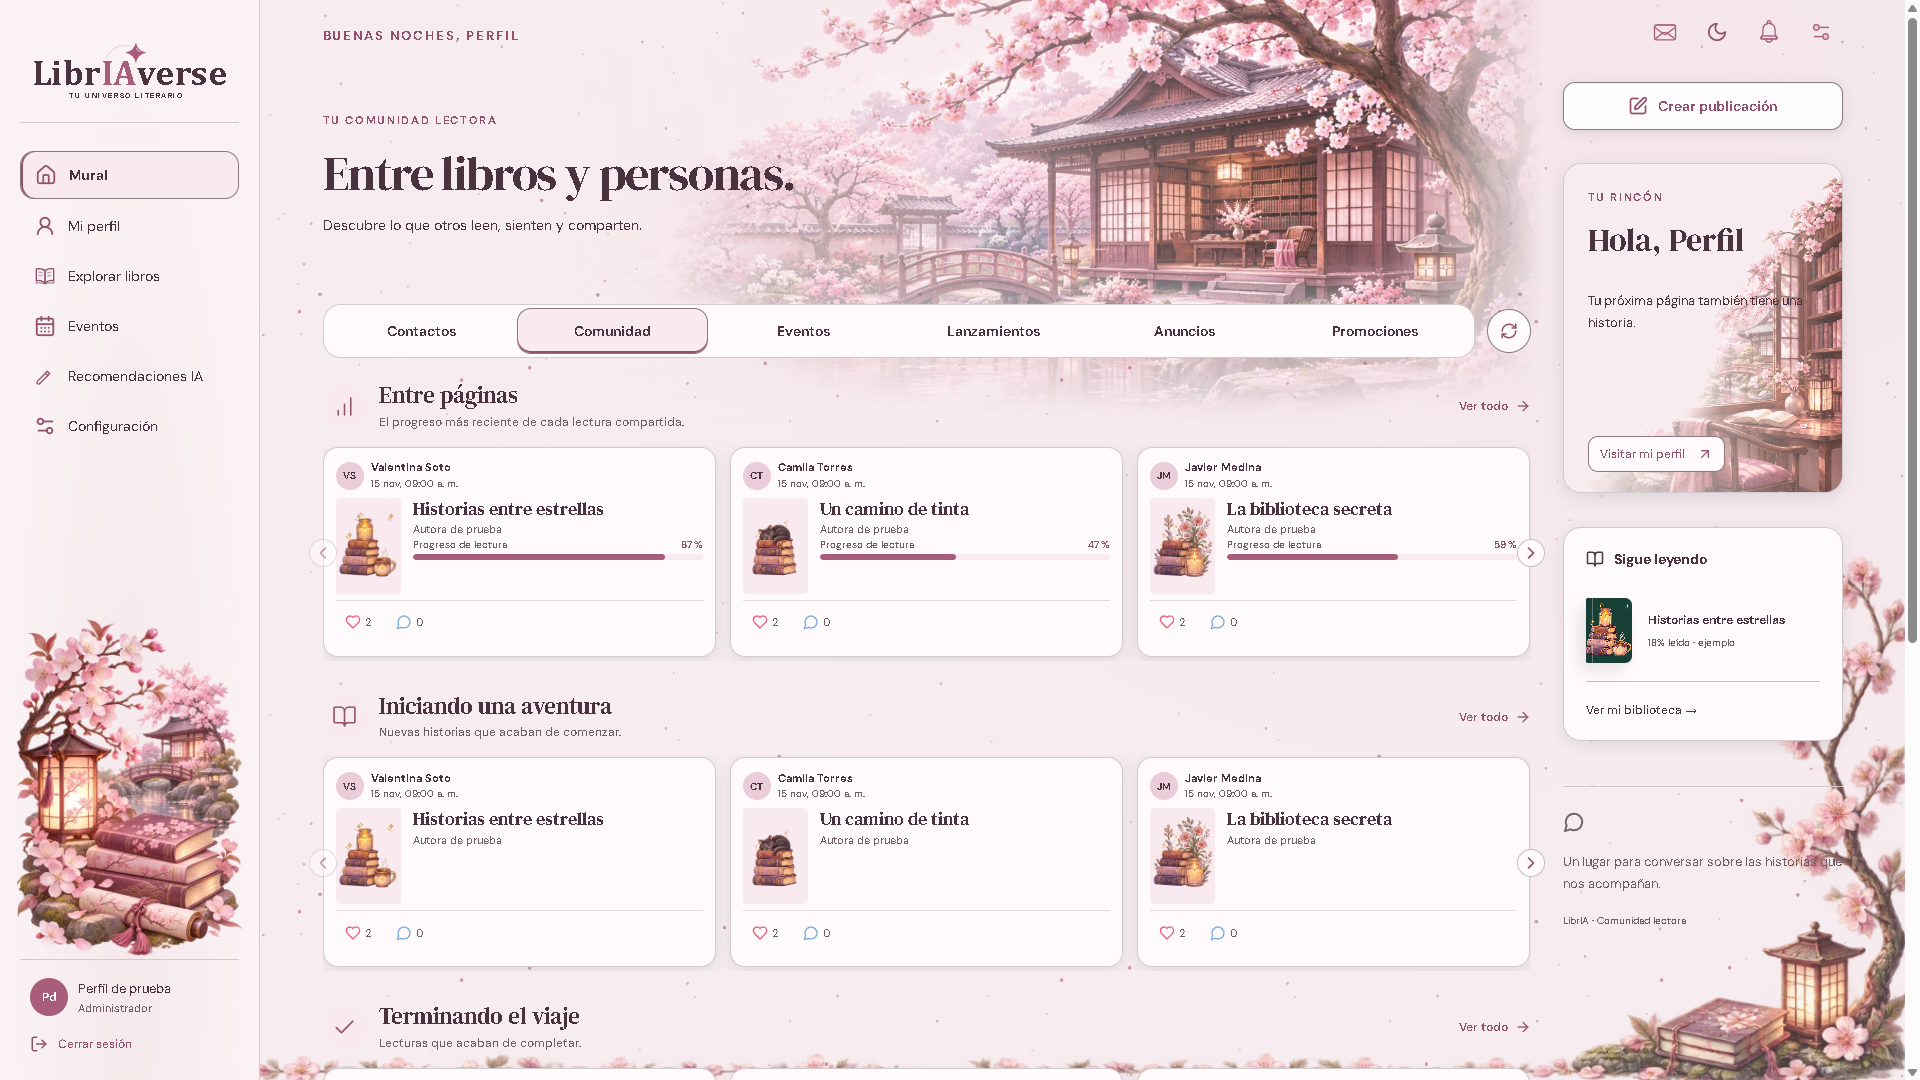 LibrIAverse
TU UNIVERSO LITERARIO
Mural
Mi perfil
Explorar libros
Eventos
Recomendaciones IA
Configuración
Pd
Perfil de prueba
Administrador
Cerrar sesión
BUENAS NOCHES, PERFIL
TU COMUNIDAD LECTORA
Entre libros y personas.
Descubre lo que otros leen, sienten y comparten.
Contactos
Comunidad
Eventos
Lanzamientos
Anuncios
Promociones
Entre páginas
El progreso más reciente de cada lectura compartida.
Ver todo
VS
Valentina Soto
15 nov, 09:00 a. m.
Historias entre estrellas
Autora de prueba
Progreso de lectura 87 %
2 0
CT
Camila Torres
15 nov, 09:00 a. m.
Un camino de tinta
Autora de prueba
Progreso de lectura 47 %
2 0
JM
Javier Medina
15 nov, 09:00 a. m.
La biblioteca secreta
Autora de prueba
Progreso de lectura 59 %
2 0
Iniciando una aventura
Nuevas historias que acaban de comenzar.
Ver todo
VS
Valentina Soto
15 nov, 09:00 a. m.
Historias entre estrellas
Autora de prueba
2 0
CT
Camila Torres
15 nov, 09:00 a. m.
Un camino de tinta
Autora de prueba
2 0
JM
Javier Medina
15 nov, 09:00 a. m.
La biblioteca secreta
Autora de prueba
2 0
Terminando el viaje
Lecturas que acaban de completar.
Ver todo
Crear publicación
TU RINCÓN
Hola, Perfil
Tu próxima página también tiene una
historia.
Visitar mi perfil
Sigue leyendo
Historias entre estrellas
18% leído · ejemplo
Ver mi biblioteca →
Un lugar para conversar sobre las historias que
nos acompañan.
LibrIA · Comunidad lectora